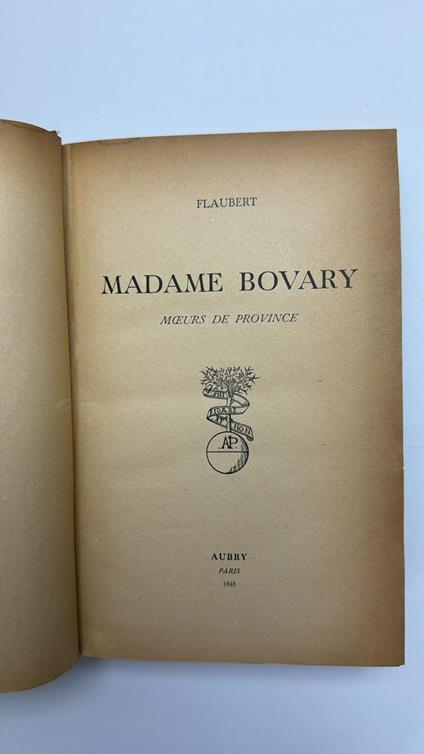 FLAUBERT
MADAME BOVARY
MŒURS DE PROVINCE
AP
AUBRY
PARIS
1945